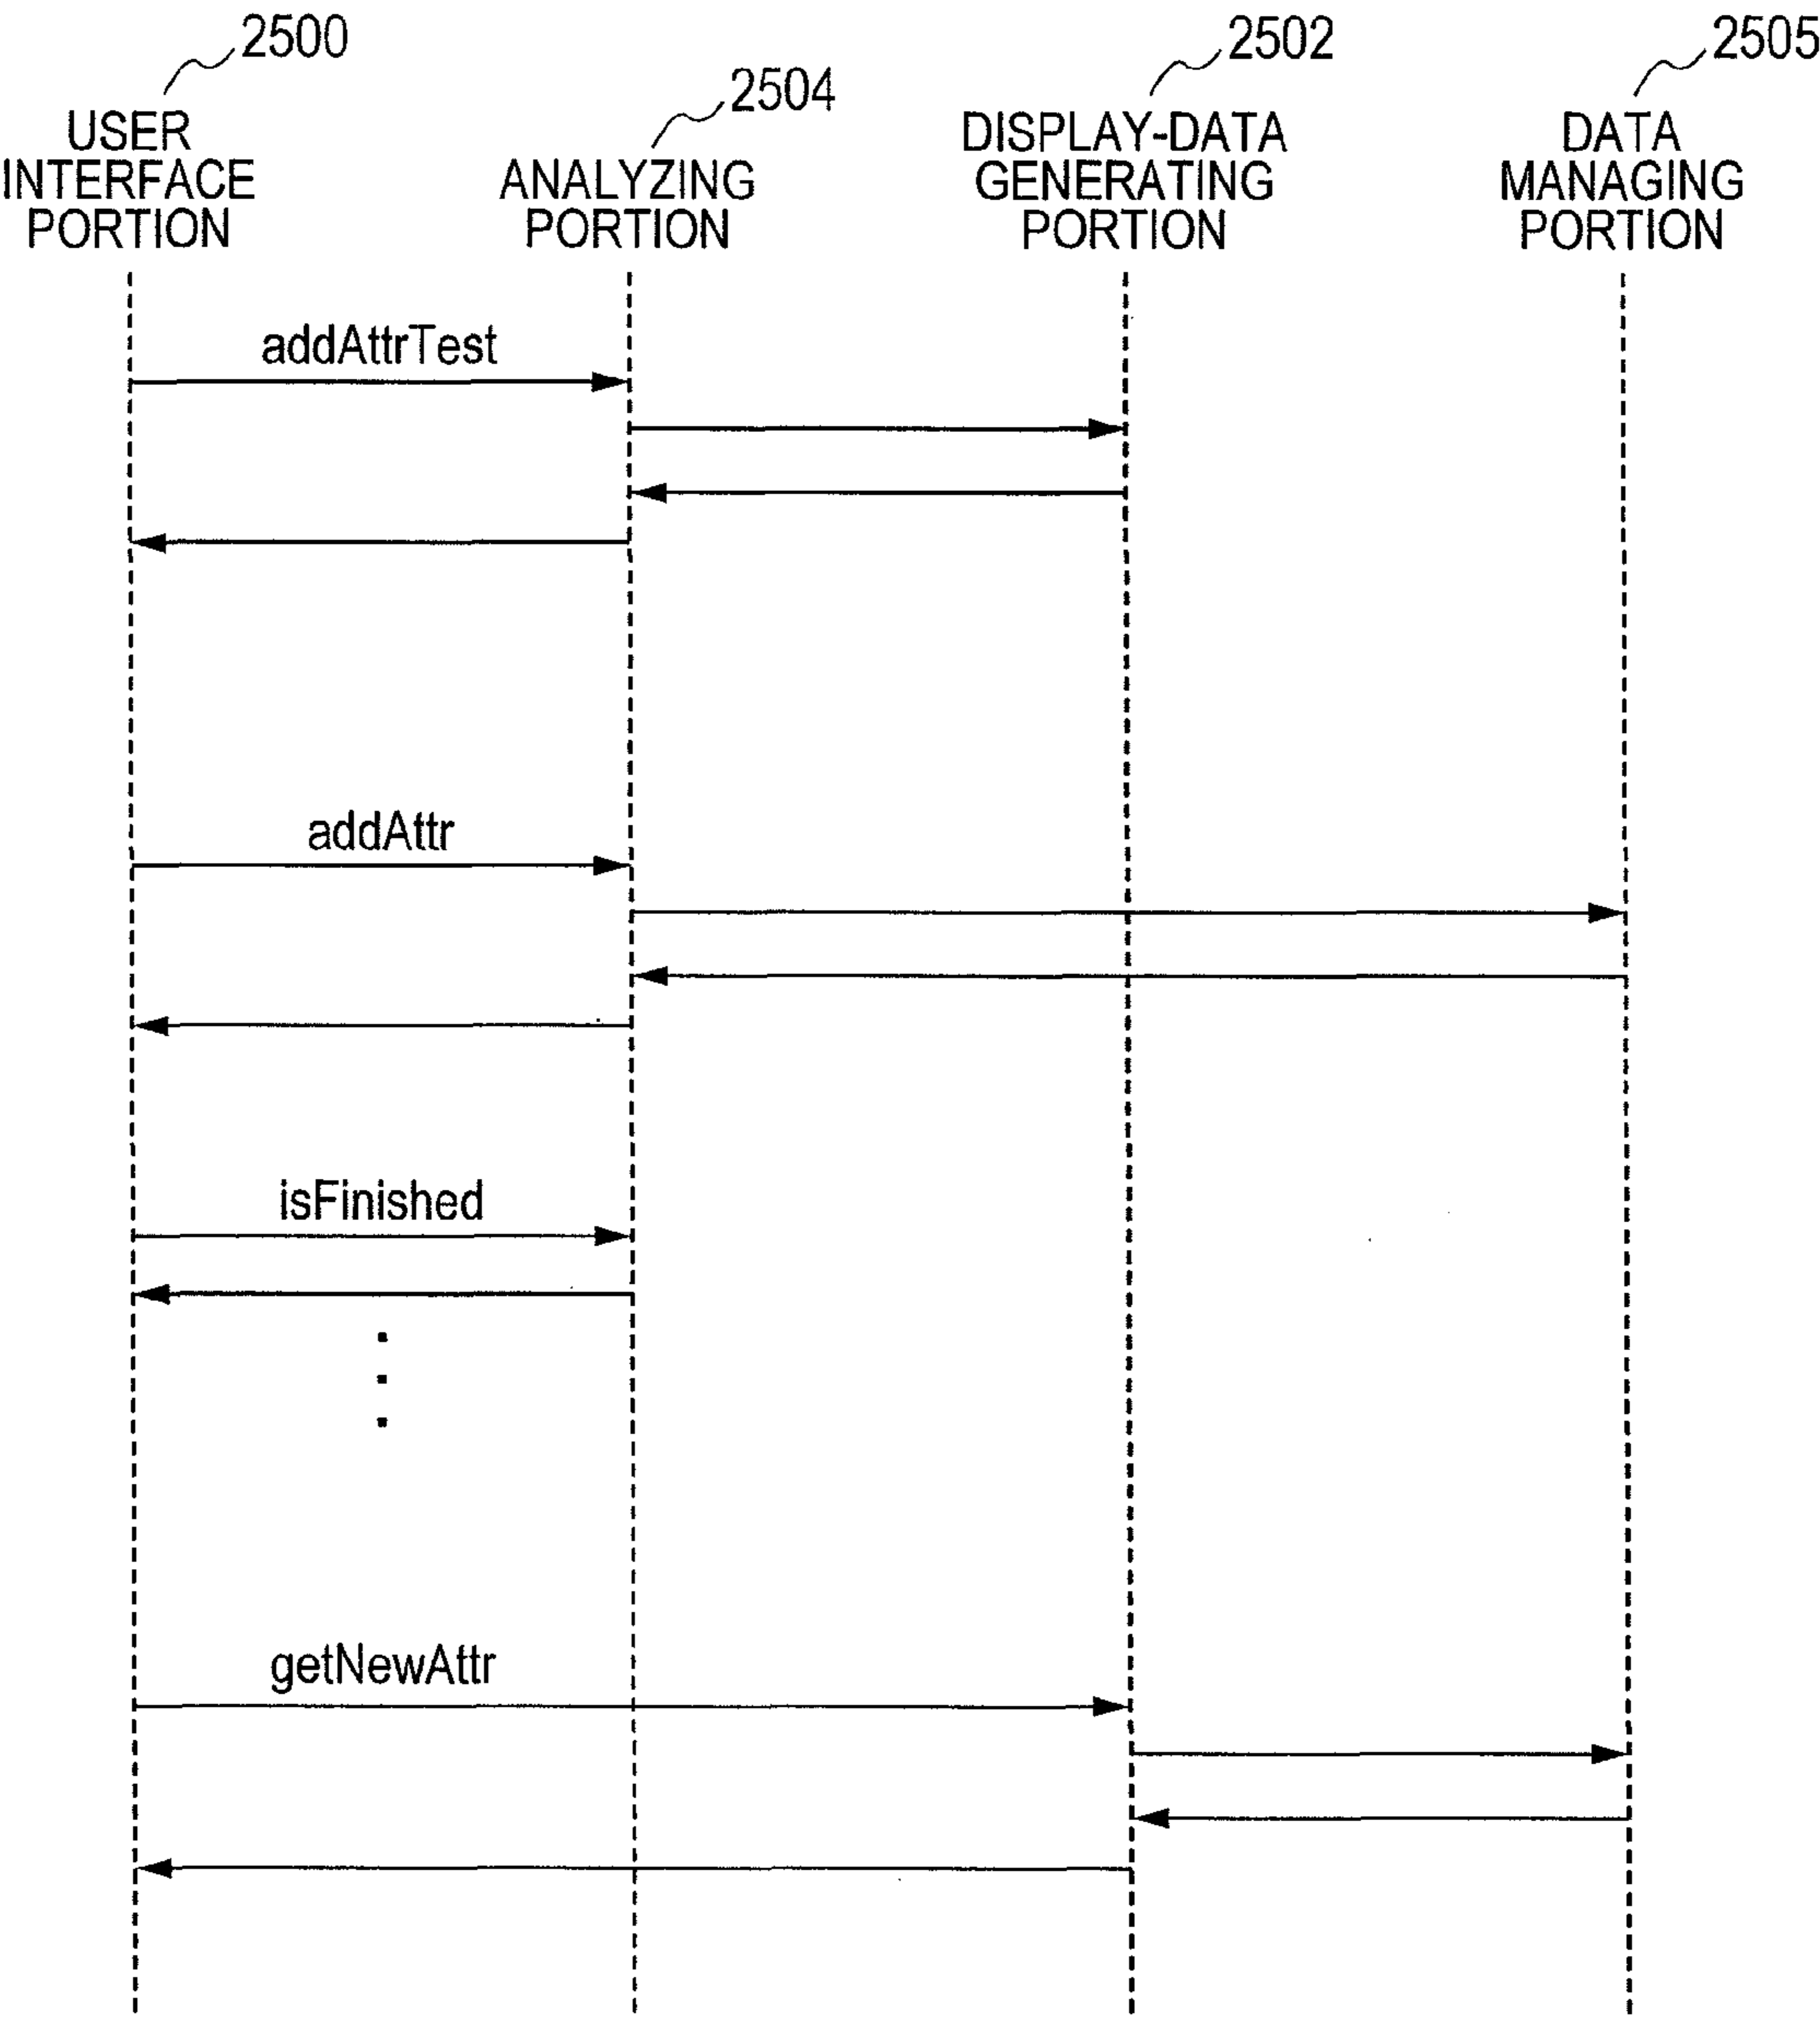 2500
USER
INTERFACE
PORTION
2504
ANALYZING
PORTION
2502
DISPLAY-DATA
GENERATING
PORTION
2505
DATA
MANAGING
PORTION
addAttrTest
addAttr
isFinished
getNewAttr